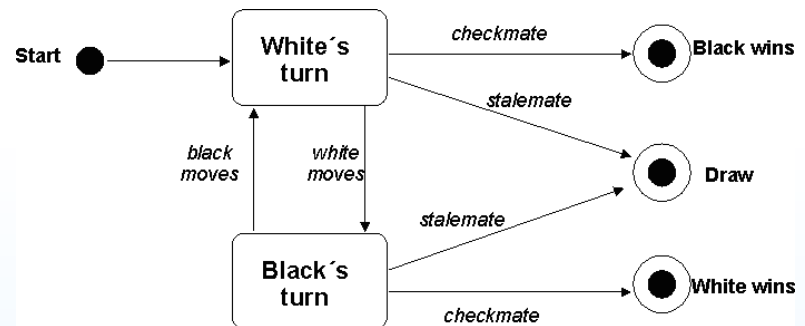 Start
White´s
turn
checkmate
Black wins
stalemate
black
moves
white
moves
Draw
stalemate
Black´s
turn
White wins
checkmate